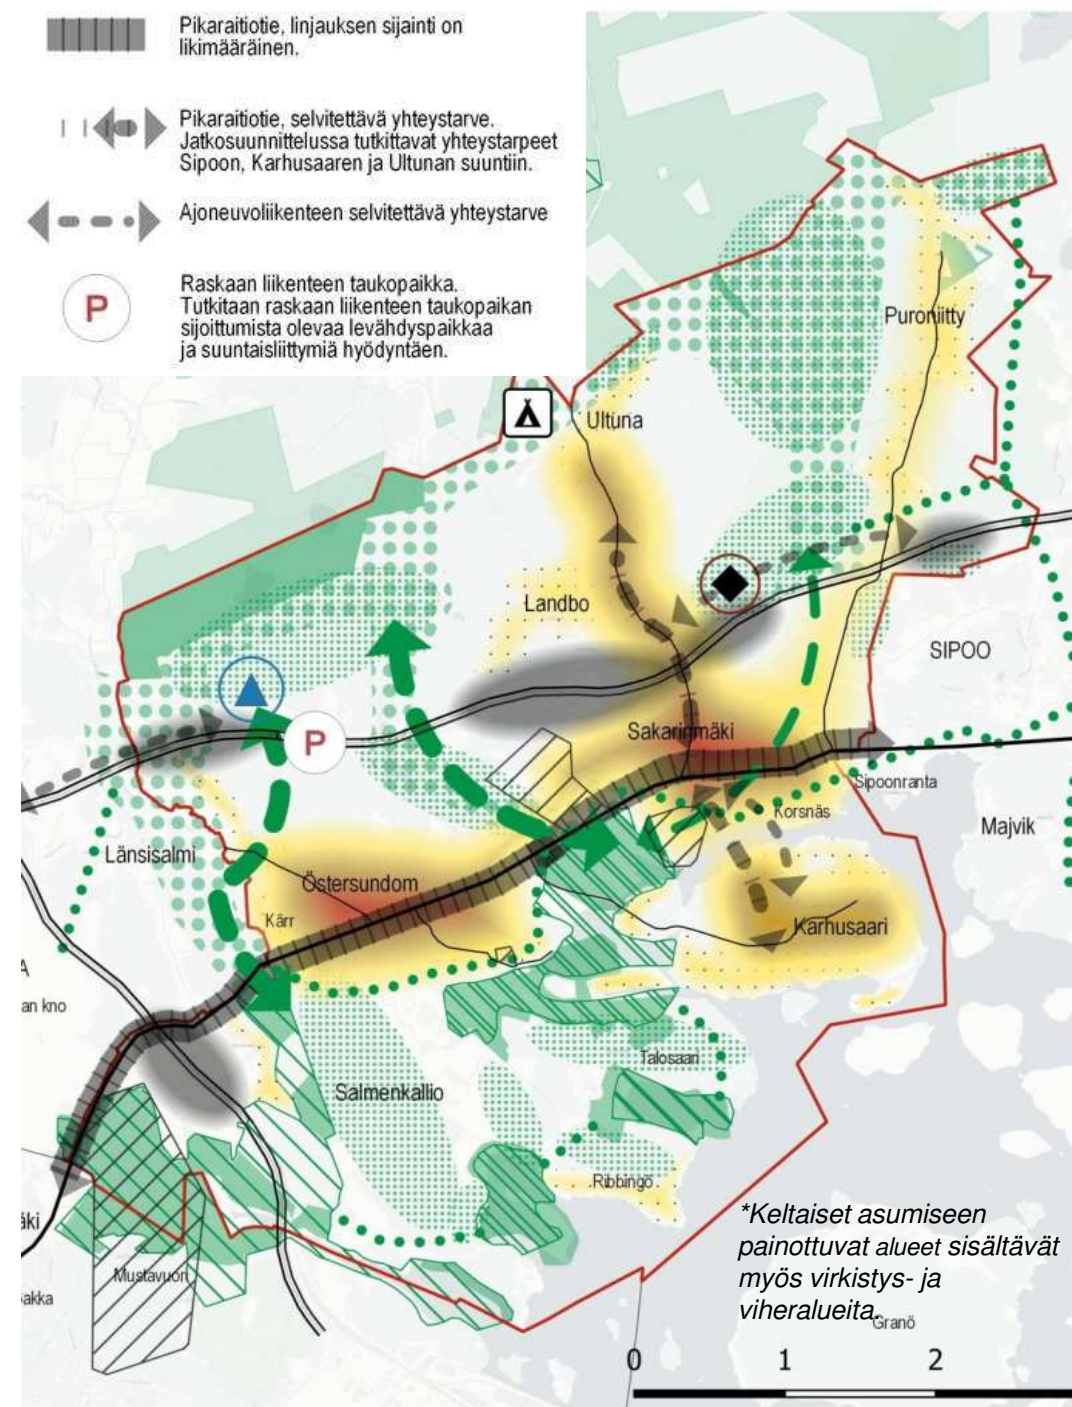 Pikaraitiotie, linjauksen sijainti on
likimääräinen.
Pikaraitiotie, selvitettävä yhteystarve.
Jatkosuunnittelussa tutkittavat yhteystarpeet
Sipoon, Karhusaaren ja Ultunan suuntiin.
Ajoneuvoliikenteen selvitettävä yhteystarve
P
Raskaan liikenteen taukopaikka.
Tutkitaan raskaan liikenteen taukopaikan
sijoittumista olevaa levähdyspaikkaa
ja suuntaisliittymiä hyödyntäen.
Puroniitty
Ultuna
Landbo
SIPOO
Sakarinmäki
P
Sipoonranta
Korsnäs
Majvik
Länsisalmi
Östersundom
Kärr
Karhusaari
A
an kno
Talosaari
Salmenkallio
Ribbingö
äki
Mustavuori
akka
*Keltaiset asumiseen
painottuvat alueet sisältävät
myös virkistys- ja
viheralueita.
Granö
0 1 2